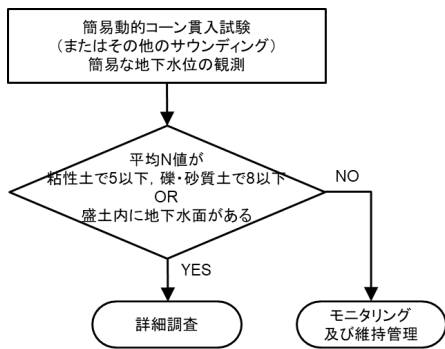 簡易動的コーン貫入試験
（またはその他のサウンディング）
簡易な地下水位の観測
平均N値が
粘性土で5以下，礫・砂質土で8以下
OR
盛土内に地下水面がある
NO
YES
詳細調査
モニタリング
及び維持管理